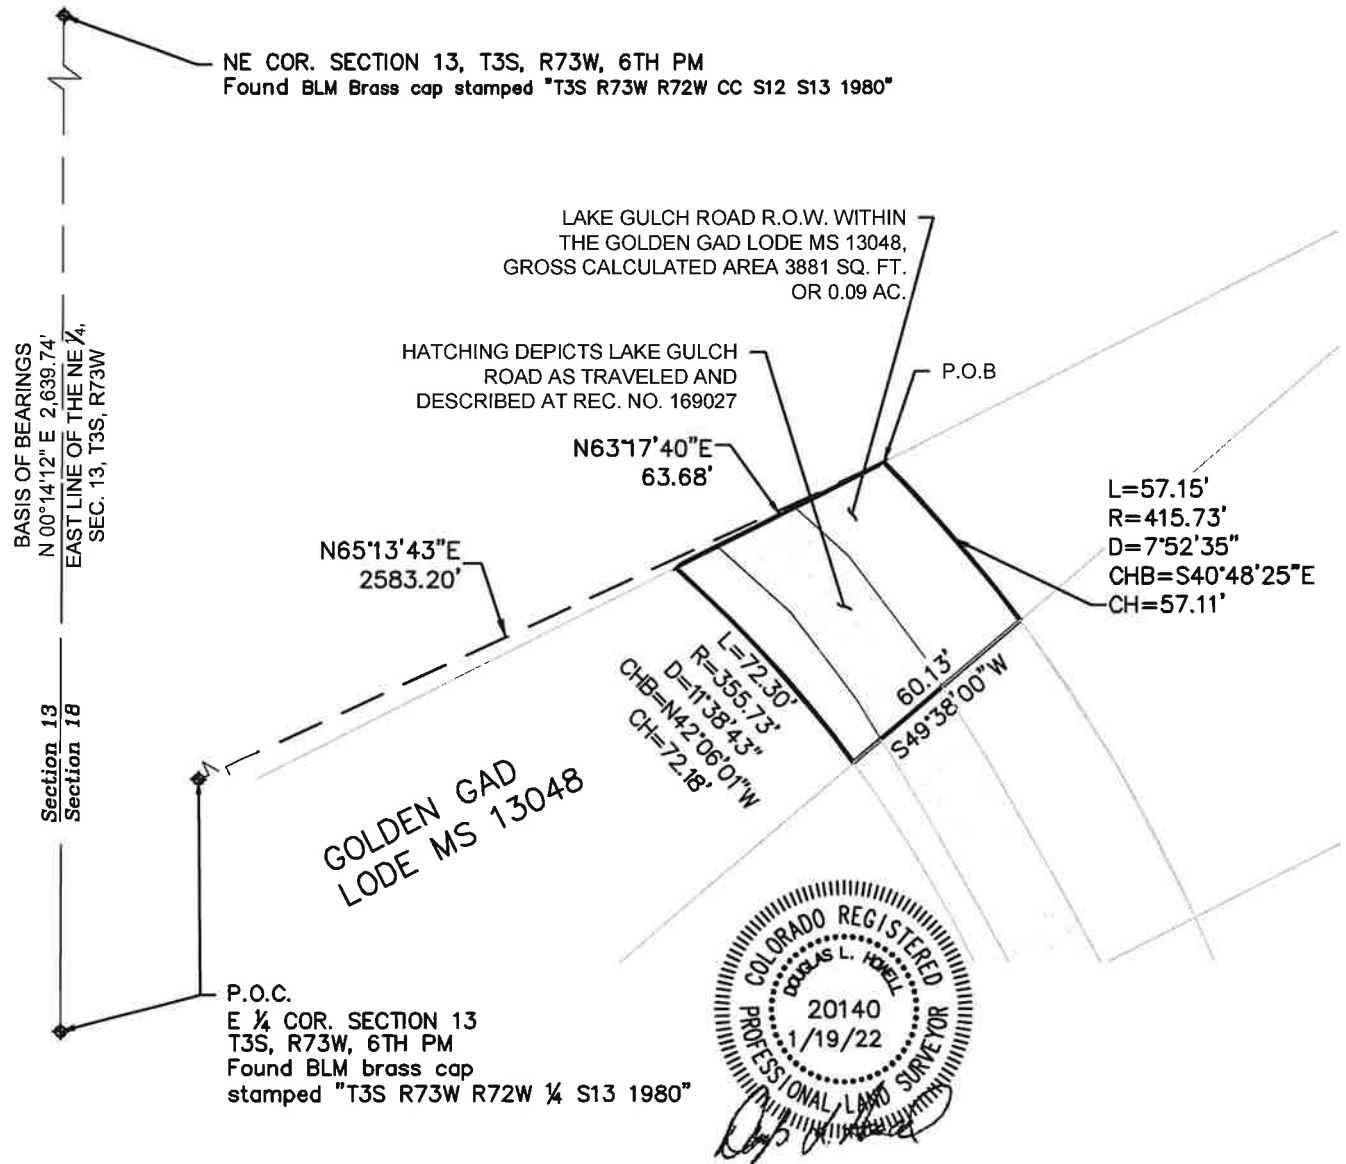 NE COR. SECTION 13, T3S, R73W, 6TH PM
Found BLM Brass cap stamped "T3S R73W R72W CC S12 S13 1980"
LAKE GULCH ROAD R.O.W. WITHIN
THE GOLDEN GAD LODE MS 13048,
GROSS CALCULATED AREA 3881 SQ. FT.
OR 0.09 AC.
HATCHING DEPICTS LAKE GULCH
ROAD AS TRAVELED AND
DESCRIBED AT REC. NO. 169027
P.O.B
BASIS OF BEARINGS
N 00°14'12" E 2,639.74'
EAST LINE OF THE NE ¼,
SEC. 13, T3S, R73W
N63°17'40"E
63.68'
L=57.15'
R=415.73'
D=7°52'35"
CHB=S40°48'25"E
CH=57.11'
N65°13'43"E
2583.20'
L=72.30'
R=355.73'
D=11°38'43"
CHB=N42°06'01"W
CH=72.18'
60.13'
S49°38'00"W
Section 13
Section 18
GOLDEN GAD
LODE MS 13048
P.O.C.
E ¼ COR. SECTION 13
T3S, R73W, 6TH PM
Found BLM brass cap
stamped "T3S R73W R72W ¼ S13 1980"
COLORADO REGISTERED
DOUGLAS L. HOWELL
20140
1/19/22
PROFESSIONAL LAND SURVEYOR